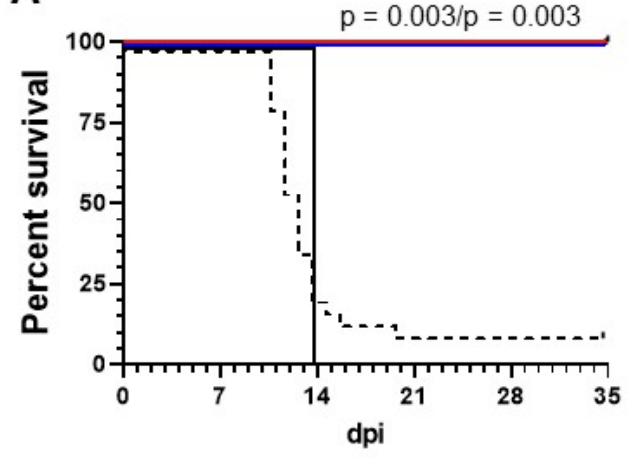 A
p = 0.003/p = 0.003
Percent survival
100
75
50
25
0
0 7 14 21 28 35
dpi